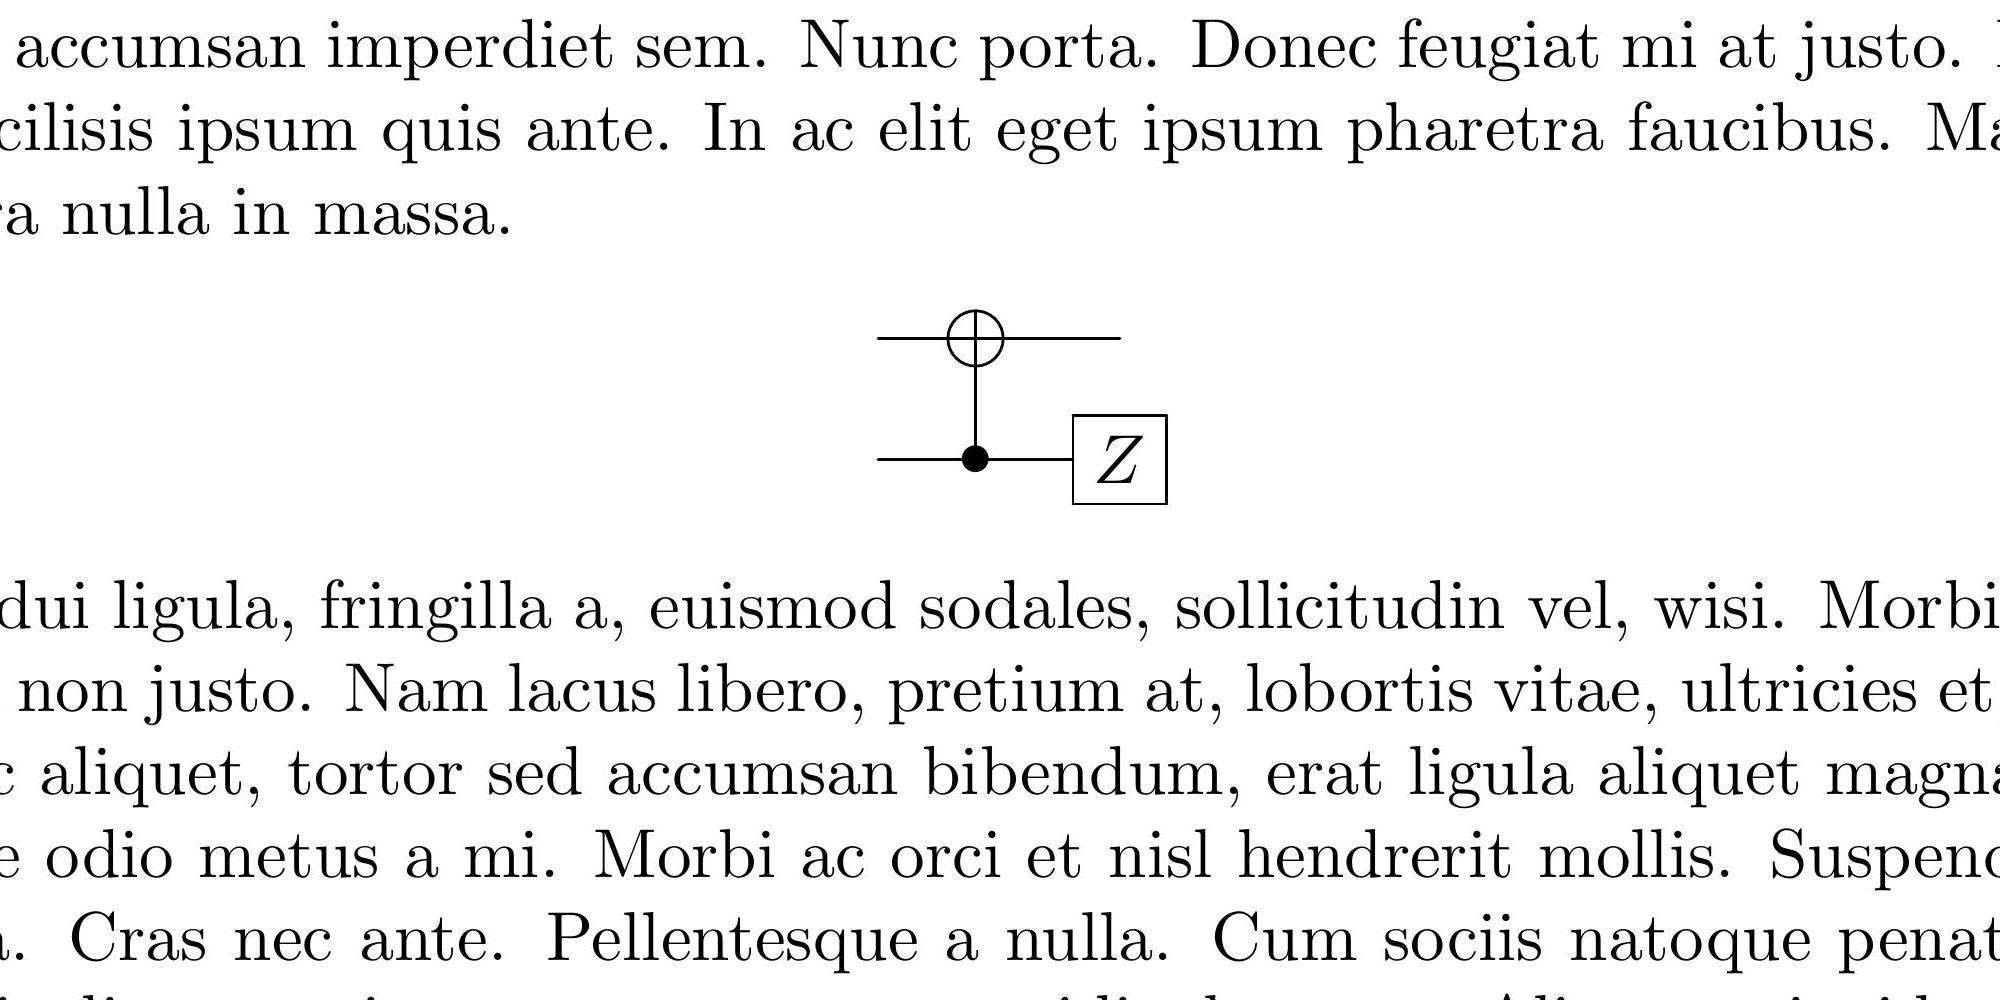 accumsan imperdiet sem. Nunc porta. Donec feugiat mi at justo.
cilisis ipsum quis ante. In ac elit eget ipsum pharetra faucibus. Ma
a nulla in massa.
Z
dui ligula, fringilla a, euismod sodales, sollicitudin vel, wisi. Morbi
non justo. Nam lacus libero, pretium at, lobortis vitae, ultricies et
c aliquet, tortor sed accumsan bibendum, erat ligula aliquet magna
e odio metus a mi. Morbi ac orci et nisl hendrerit mollis. Suspend
a. Cras nec ante. Pellentesque a nulla. Cum sociis natoque penat